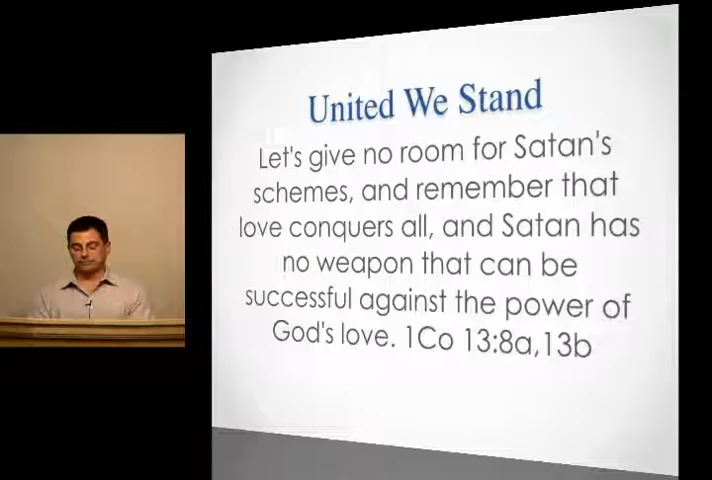 United We Stand
Let's give no room for Satan's
schemes, and remember that
love conquers all, and Satan has
no weapon that can be
successful against the power of
God's love. 1Co 13:8a,13b